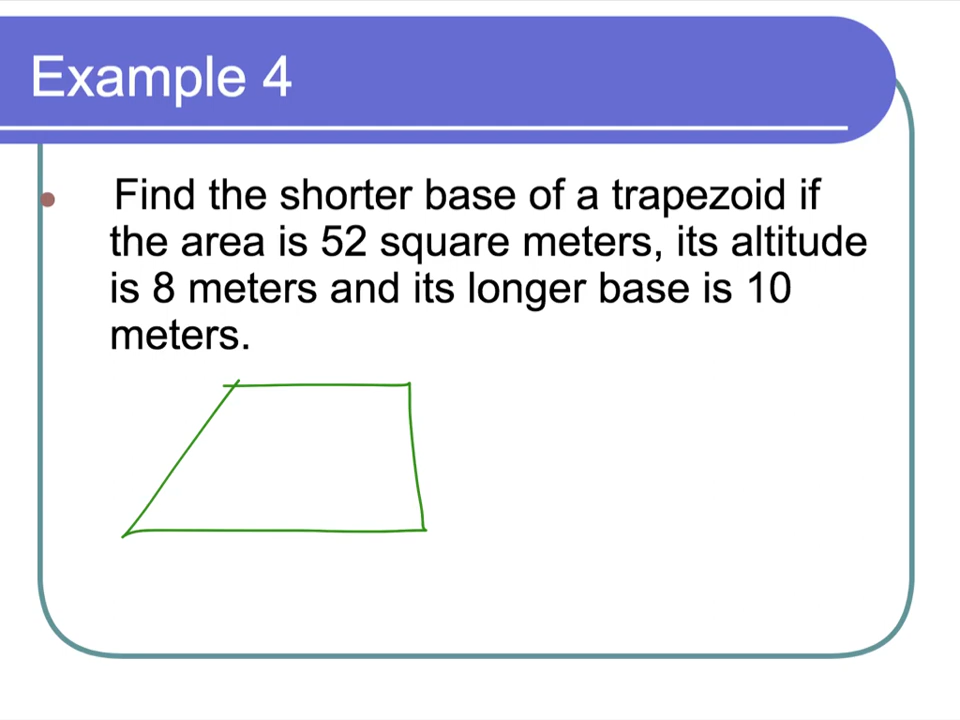 Example 4
Find the shorter base of a trapezoid if
the area is 52 square meters, its altitude
is 8 meters and its longer base is 10
meters.